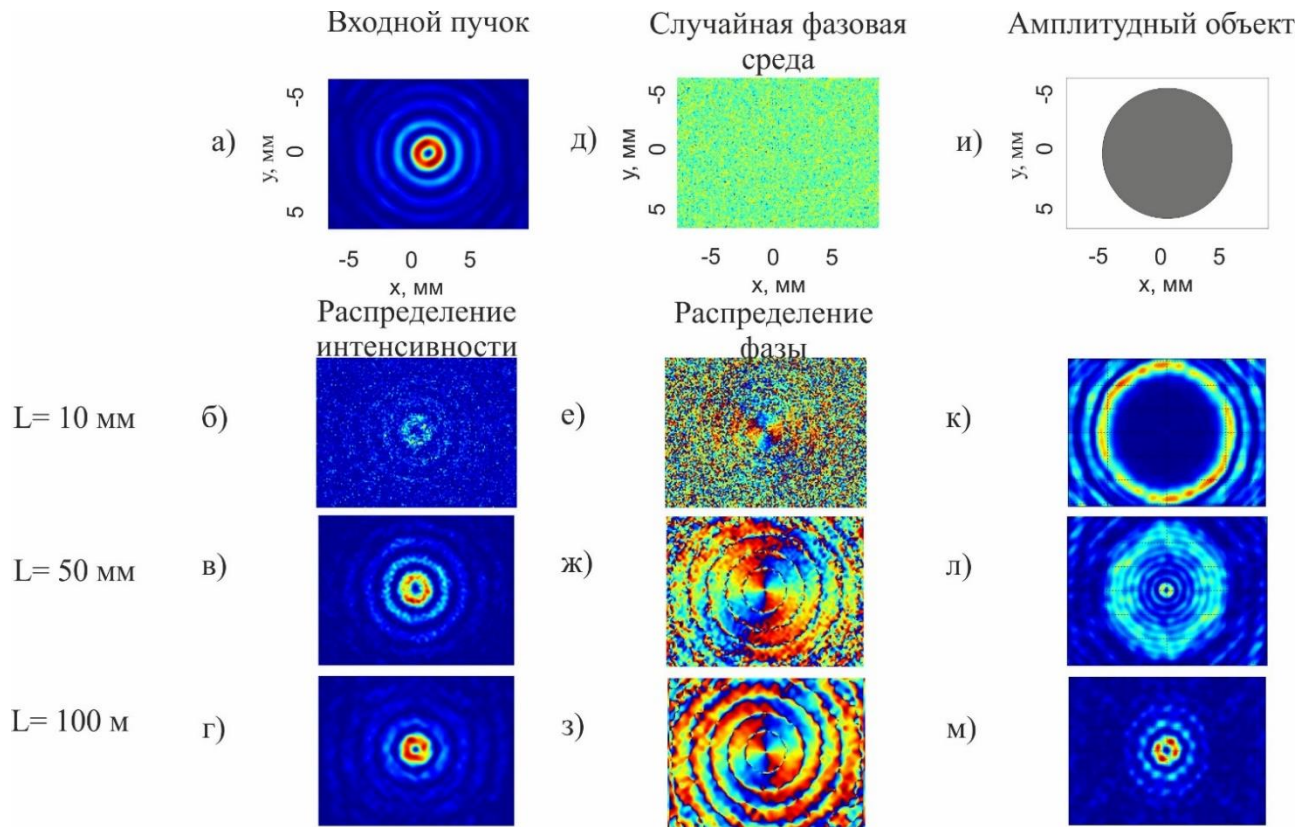 Входной пучок
Случайная фазовая
среда
Амплитудный объект
а)
y, мм
-5
0
5
-5 0 5
x, мм
д)
y, мм
-5
0
5
-5 0 5
x, мм
и)
y, мм
-5
0
5
-5 0 5
x, мм
Распределение
интенсивности
Распределение
фазы
L= 10 мм
б)
е)
к)
L= 50 мм
в)
ж)
л)
L= 100 м
г)
з)
м)